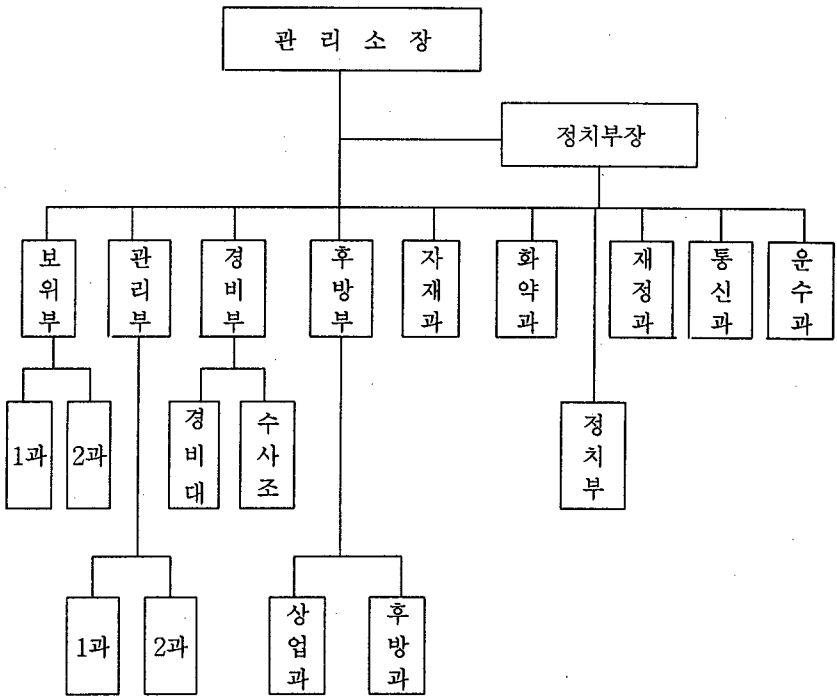 관 리 소 장
정치부장
보위부
관리부
경비부
후방부
자재과
화약과
재정과
통신과
운수과
1과
2과
경비대
수사조
정치부
1과
2과
상업과
후방과